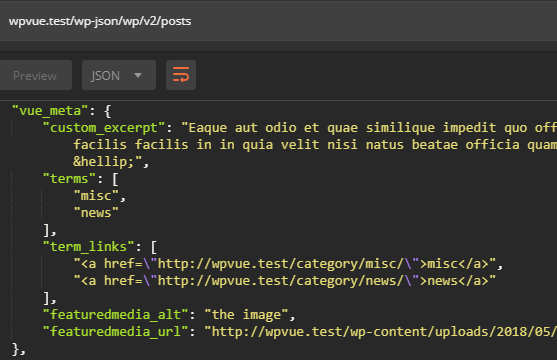 wpvue.test/wp-json/wp/v2/posts
Preview JSON
"vue_meta": {
"custom_excerpt": "Eaque aut odio et quae similique impedit quo off
facilis facilis in in quia velit nisi natus beatae officia quam
&hellip;",
"terms": [
"misc",
"news"
],
"term_links": [
"<a href=\"http://wpvue.test/category/misc/\">misc</a>",
"<a href=\"http://wpvue.test/category/news/\">news</a>"
],
"featuredmedia_alt": "the image",
"featuredmedia_url": "http://wpvue.test/wp-content/uploads/2018/05/
},